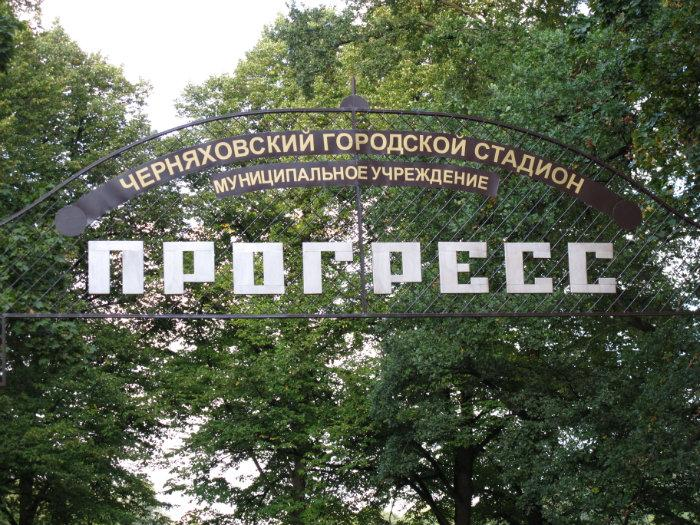 ЧЕРНЯХОВСКИЙ ГОРОДСКОЙ СТАДИОН
МУНИЦИПАЛЬНОЕ УЧРЕЖДЕНИЕ
ПРОГРЕСС